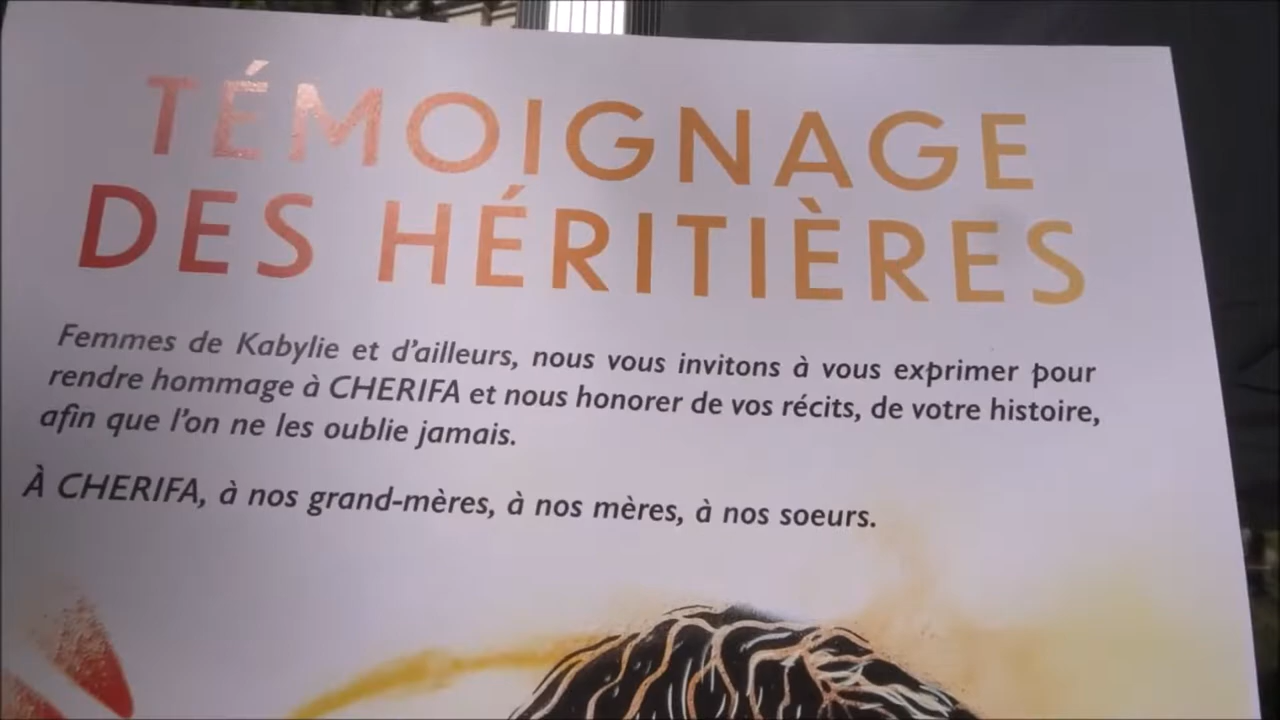 TÉMOIGNAGE
DES HÉRITIÈRES
Femmes de Kabylie et d'ailleurs, nous vous invitons à vous exprimer pour
rendre hommage à CHERIFA et nous honorer de vos récits, de votre histoire,
afin que l'on ne les oublie jamais.
À CHERIFA, à nos grand-mères, à nos mères, à nos soeurs.